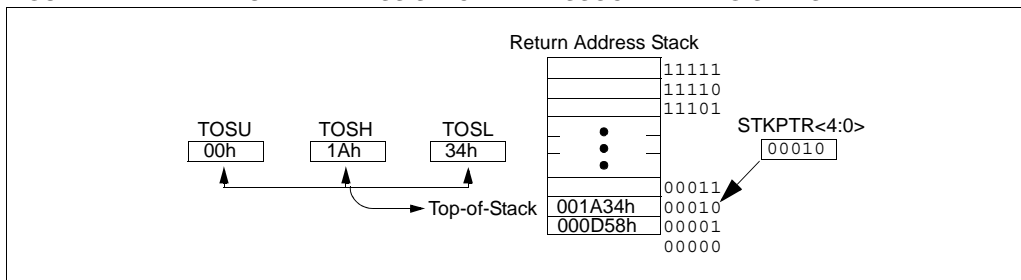 Return Address Stack
11111
11110
11101
TOSU TOSH TOSL STKPTR<4:0>
00h 1Ah 34h 00010
00011
Top-of-Stack 001A34h 00010
000D58h 00001
00000